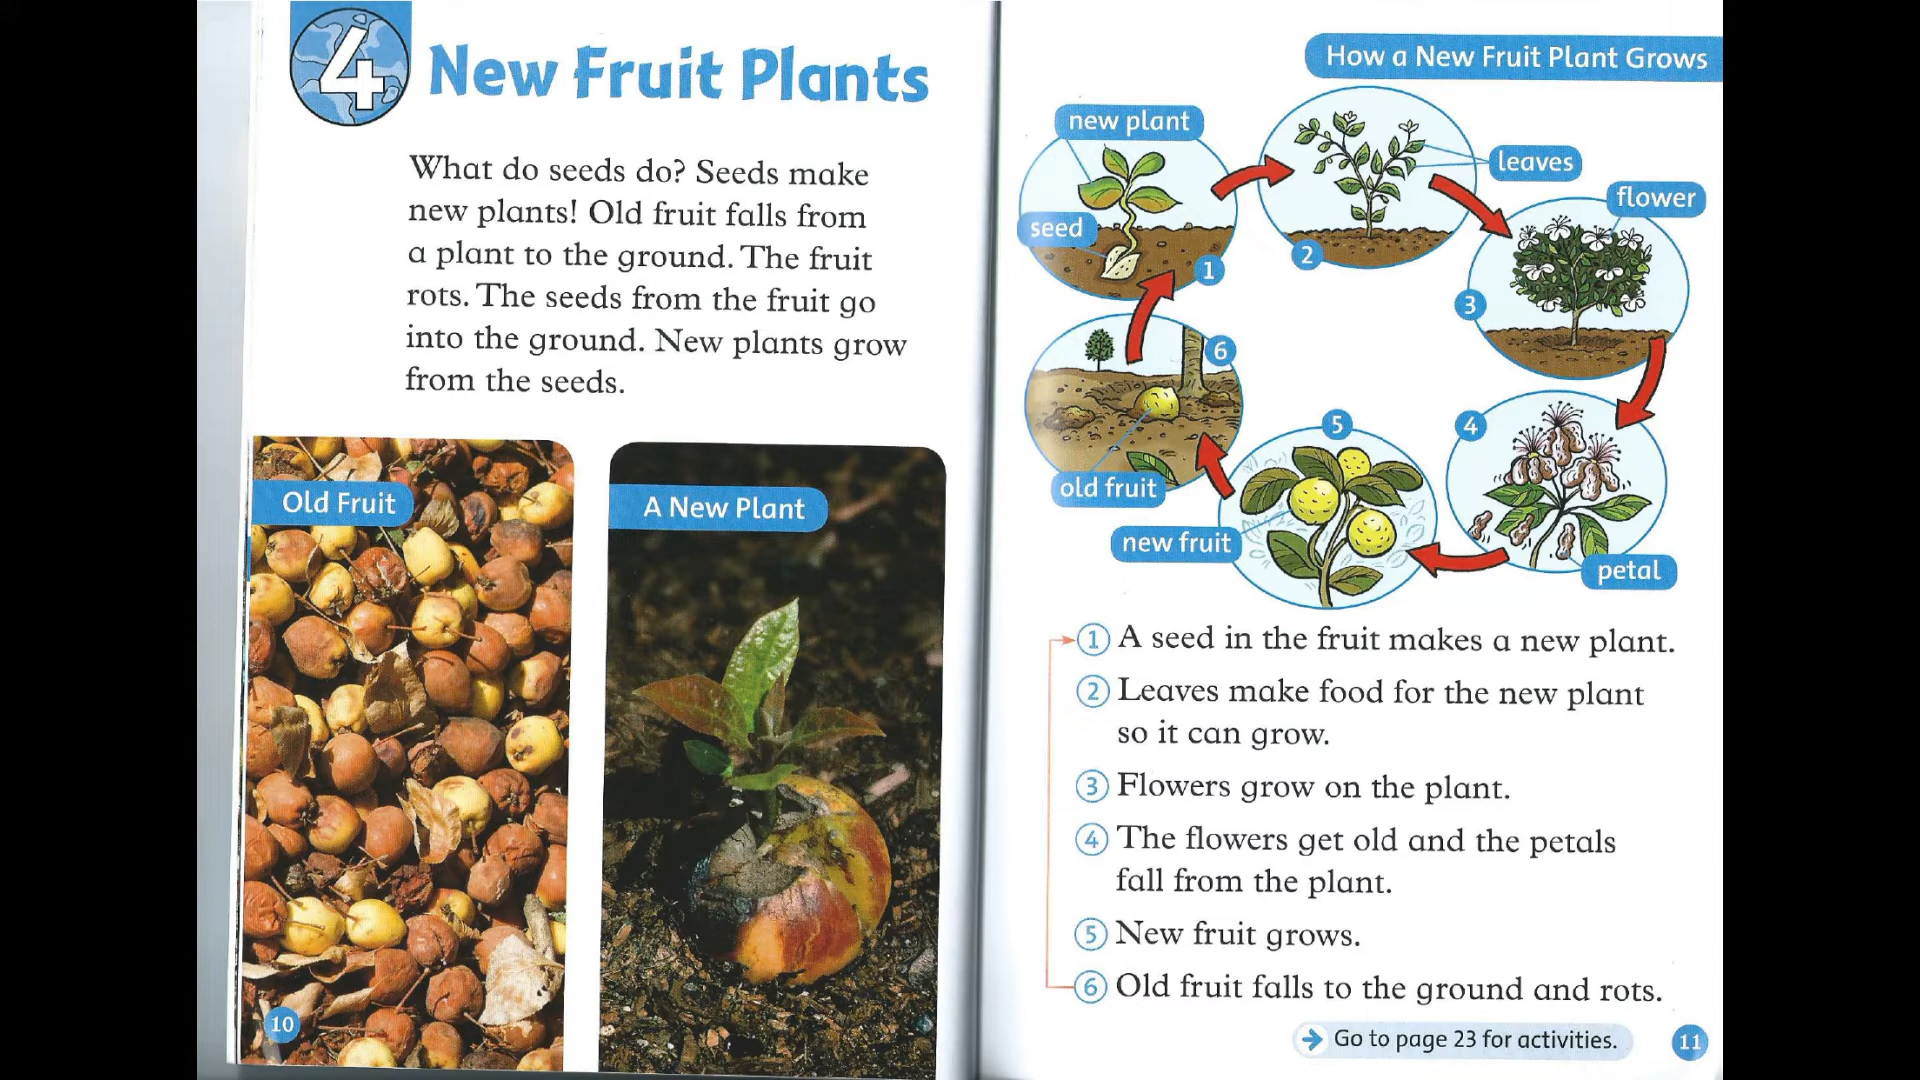 4
New Fruit Plants
What do seeds do? Seeds make
new plants! Old fruit falls from
a plant to the ground. The fruit
rots. The seeds from the fruit go
into the ground. New plants grow
from the seeds.
Old Fruit
A New Plant
10
How a New Fruit Plant Grows
new plant
seed
1
2
leaves
flower
3
4
petal
5
new fruit
6
old fruit
1 A seed in the fruit makes a new plant.
2 Leaves make food for the new plant
so it can grow.
3 Flowers grow on the plant.
4 The flowers get old and the petals
fall from the plant.
5 New fruit grows.
6 Old fruit falls to the ground and rots.
Go to page 23 for activities.
11